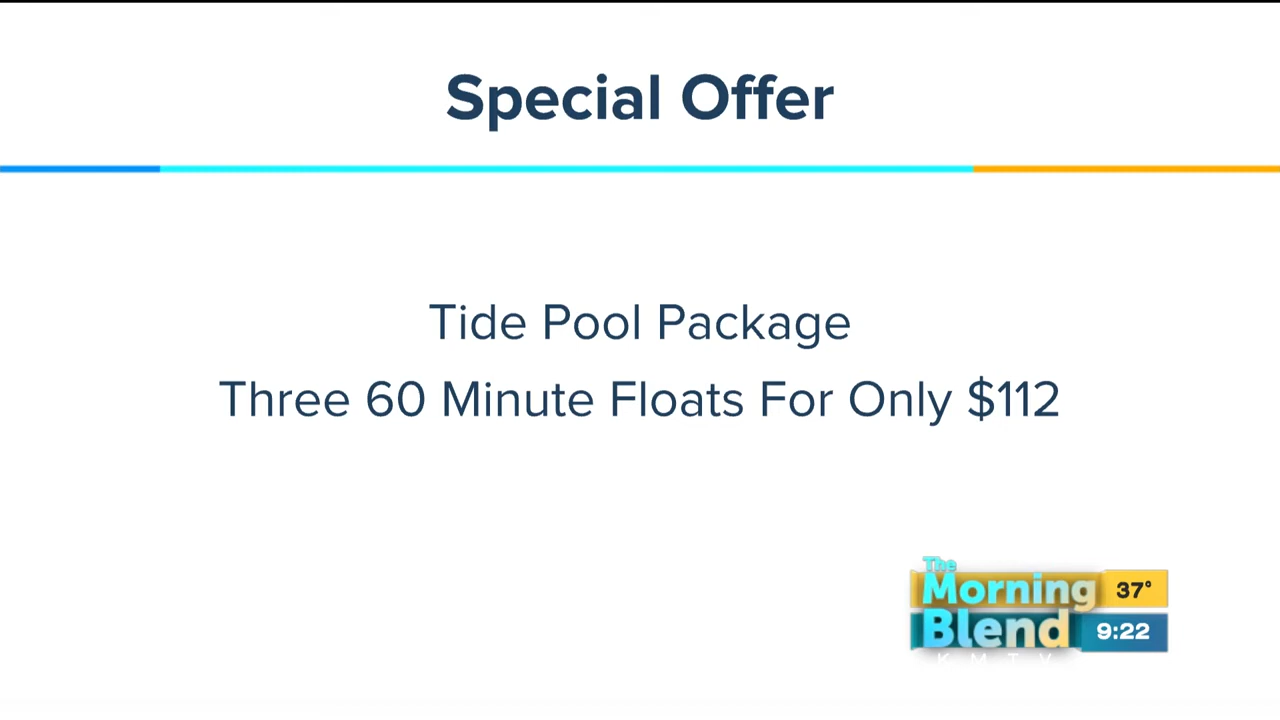 Special Offer
Tide Pool Package
Three 60 Minute Floats For Only $112
The
Morning
37°
Blend
9:22
K M T V